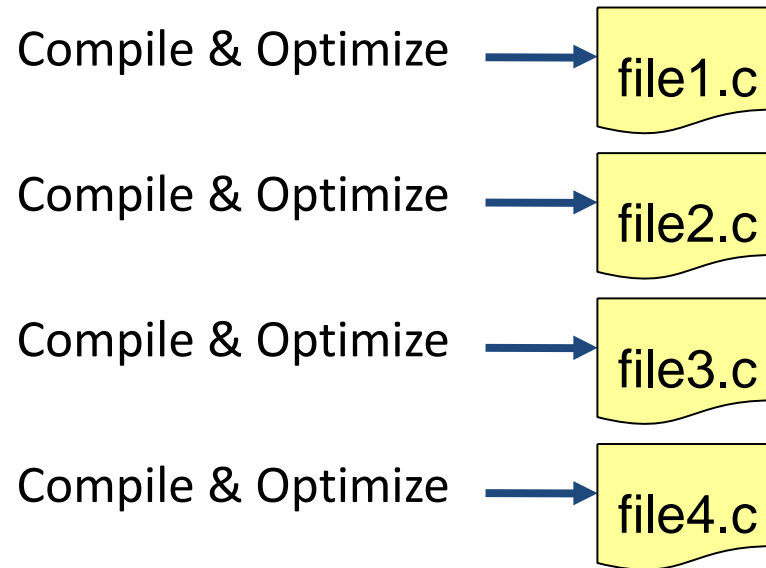 Compile & Optimize file1.c
Compile & Optimize file2.c
Compile & Optimize file3.c
Compile & Optimize file4.c